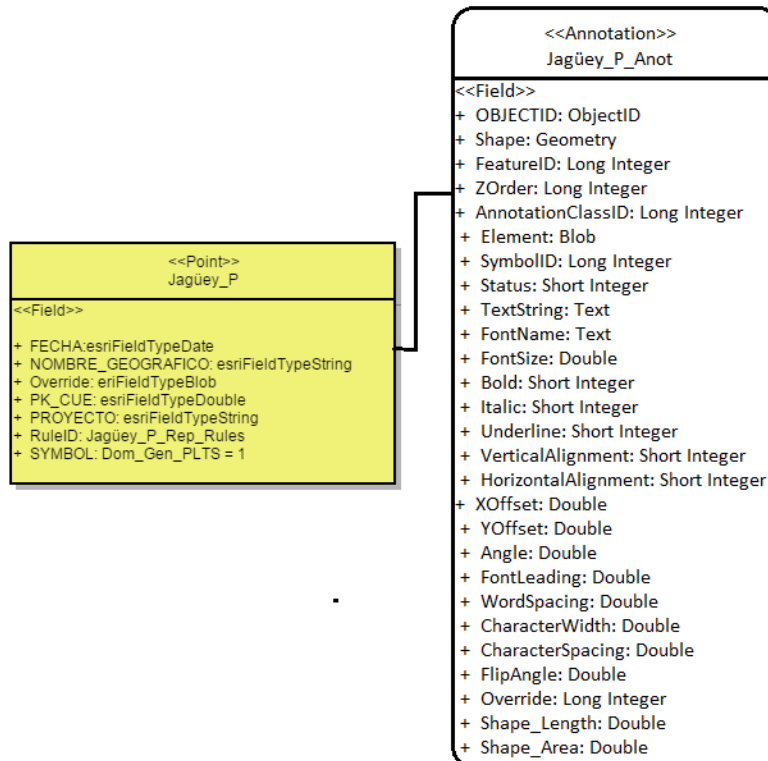 <<Point>>
Jagüey_P
<<Field>>
+ FECHA:esriFieldTypeDate
+ NOMBRE_GEOGRAFICO: esriFieldTypeString
+ Override: eriFieldTypeBlob
+ PK_CUE: esriFieldTypeDouble
+ PROYECTO: esriFieldTypeString
+ RuleID: Jagüey_P_Rep_Rules
+ SYMBOL: Dom_Gen_PLTS = 1
<<Annotation>>
Jagüey_P_Anot
<<Field>>
+ OBJECTID: ObjectID
+ Shape: Geometry
+ FeatureID: Long Integer
+ ZOrder: Long Integer
+ AnnotationClassID: Long Integer
+ Element: Blob
+ SymbolID: Long Integer
+ Status: Short Integer
+ TextString: Text
+ FontName: Text
+ FontSize: Double
+ Bold: Short Integer
+ Italic: Short Integer
+ Underline: Short Integer
+ VerticalAlignment: Short Integer
+ HorizontalAlignment: Short Integer
+ XOffset: Double
+ YOffset: Double
+ Angle: Double
+ FontLeading: Double
+ WordSpacing: Double
+ CharacterWidth: Double
+ CharacterSpacing: Double
+ FlipAngle: Double
+ Override: Long Integer
+ Shape_Length: Double
+ Shape_Area: Double